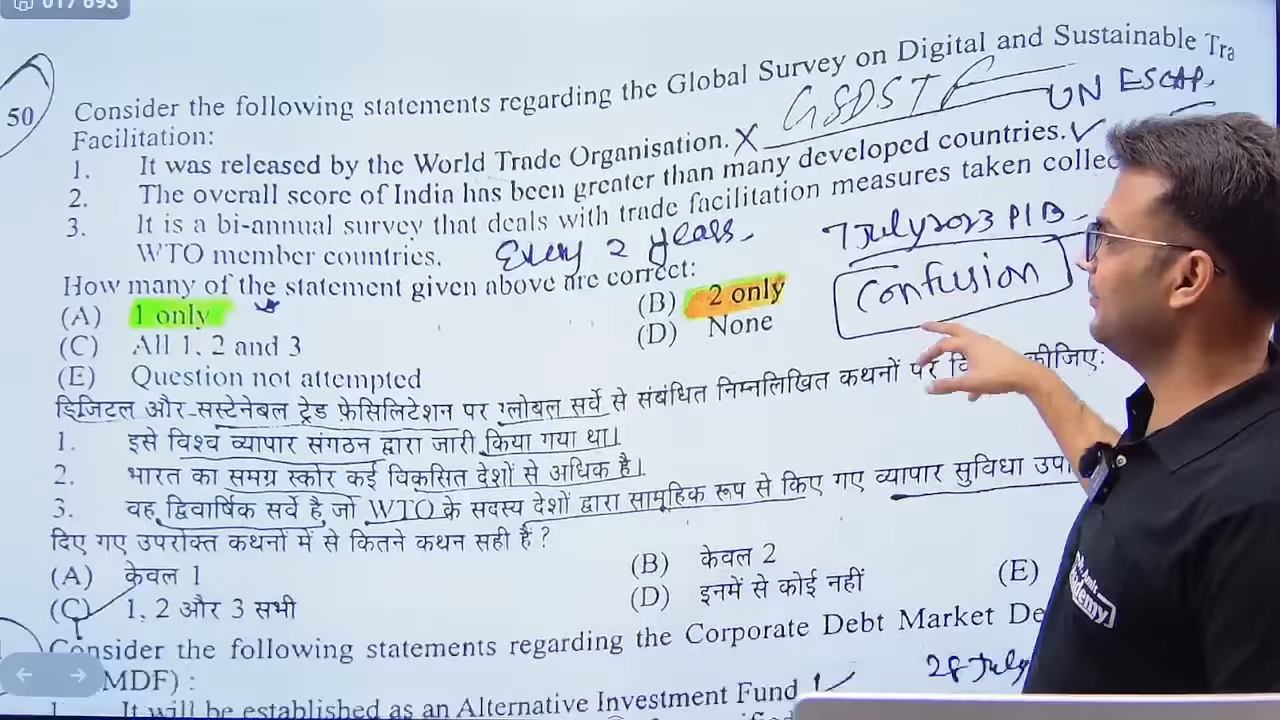 017 693
50
Consider the following statements regarding the Global Survey on Digital and Sustainable Tra
Facilitation:
GSDSTF
UN ESCAP.
1. It was released by the World Trade Organisation. X
2. The overall score of India has been greater than many developed countries. ✓
3. It is a bi-annual survey that deals with trade facilitation measures taken collec
WTO member countries.
Every 2 years.
7 July 2023 PIB
Confusion
How many of the statement given above are correct:
(A) 1 only (B) 2 only
(C) All 1, 2 and 3 (D) None
(E) Question not attempted
डिजिटल और सस्टेनेबल ट्रेड फ़ेसिलिटेशन पर ग्लोबल सर्वे से संबंधित निम्नलिखित कथनों पर वि कीजिए:
1. इसे विश्व व्यापार संगठन द्वारा जारी किया गया था।
2. भारत का समग्र स्कोर कई विकसित देशों से अधिक है।
3. वह द्विवार्षिक सर्वे है जो WTO के सदस्य देशों द्वारा सामूहिक रूप से किए गए व्यापार सुविधा उप
दिए गए उपरोक्त कथनों में से कितने कथन सही हैं?
(A) केवल 1 (B) केवल 2
(C) 1, 2 और 3 सभी (D) इनमें से कोई नहीं (E)
Consider the following statements regarding the Corporate Debt Market De
MDF) :
28 July
1. It will be established as an Alternative Investment Fund
Academy